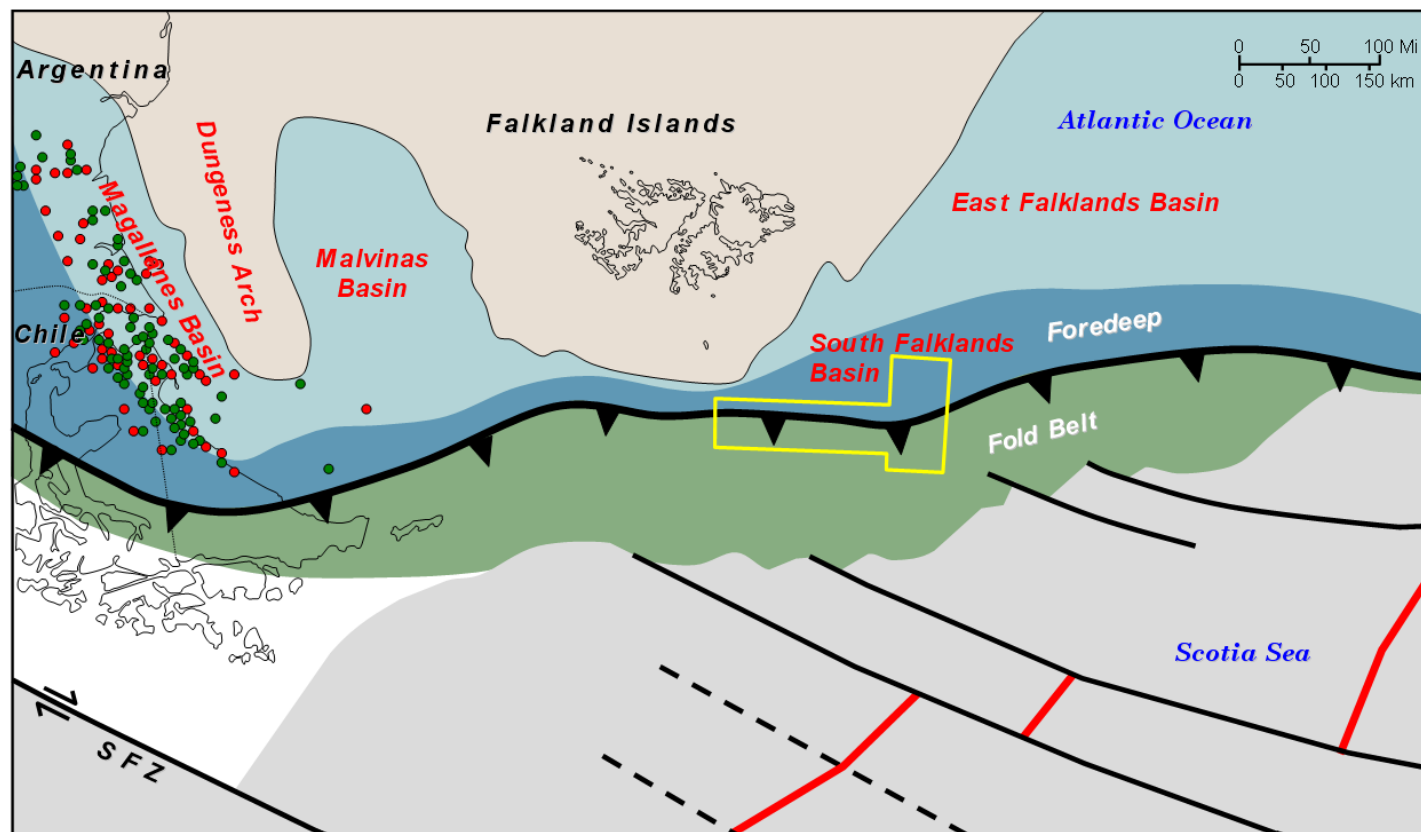 Argentina
0 50 100 Mi
0 50 100 150 km
Falkland Islands
Atlantic Ocean
Dungeness Arch
Magallanes Basin
East Falklands Basin
Malvinas
Basin
Chile
South Falklands
Basin
Foredeep
Fold Belt
Scotia Sea
SFZ